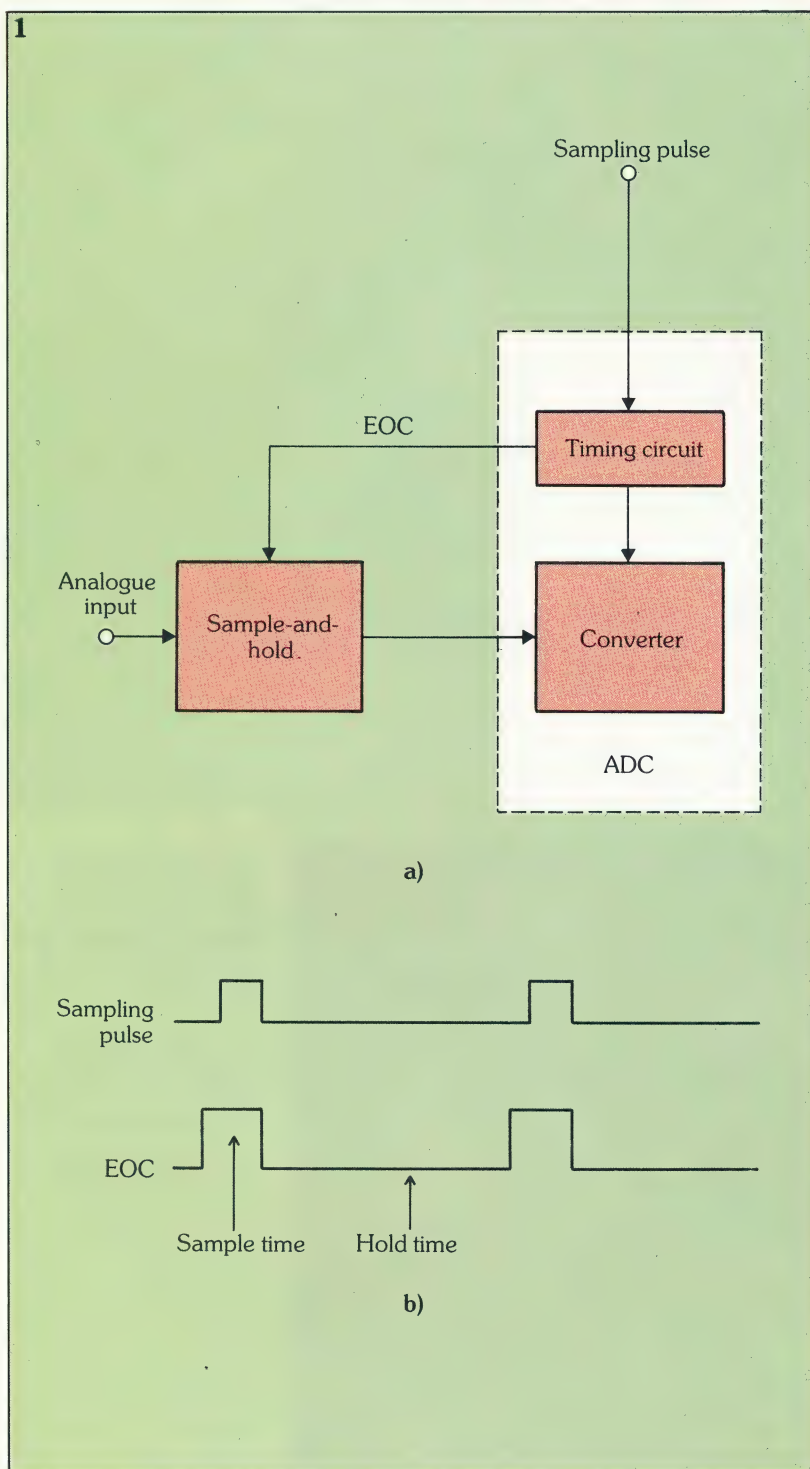 1
Sampling pulse
EOC
Timing circuit
Analogue
input
Sample-and-
hold
Converter
ADC
a)
Sampling
pulse
EOC
Sample time
Hold time
b)